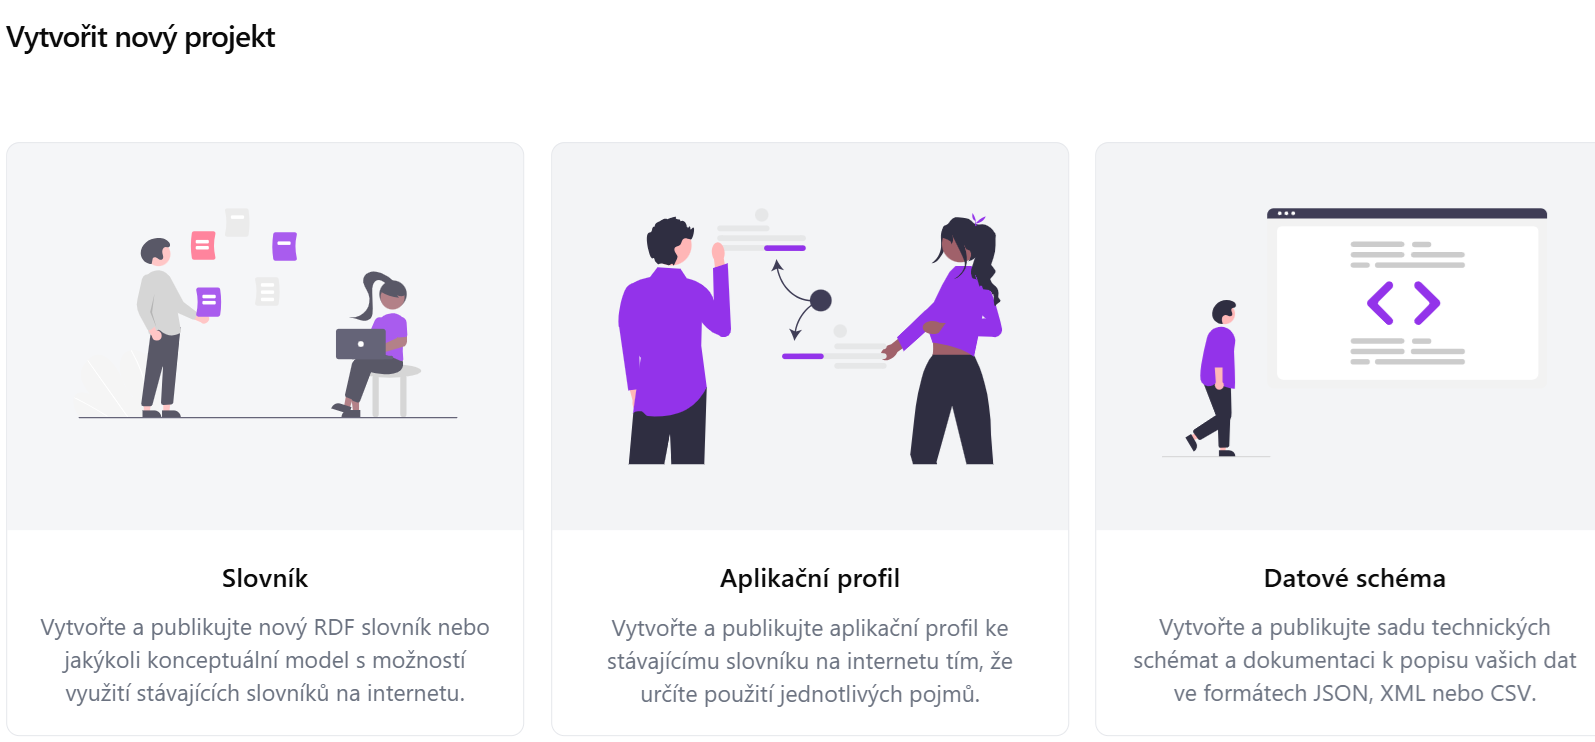 Vytvořit nový projekt
Slovník
Vytvořte a publikujte nový RDF slovník nebo
jakýkoli konceptuální model s možností
využití stávajících slovníků na internetu.
Aplikační profil
Vytvořte a publikujte aplikační profil ke
stávajícímu slovníku na internetu tím, že
určíte použití jednotlivých pojmů.
Datové schéma
Vytvořte a publikujte sadu technických
schémat a dokumentaci k popisu vašich dat
ve formátech JSON, XML nebo CSV.